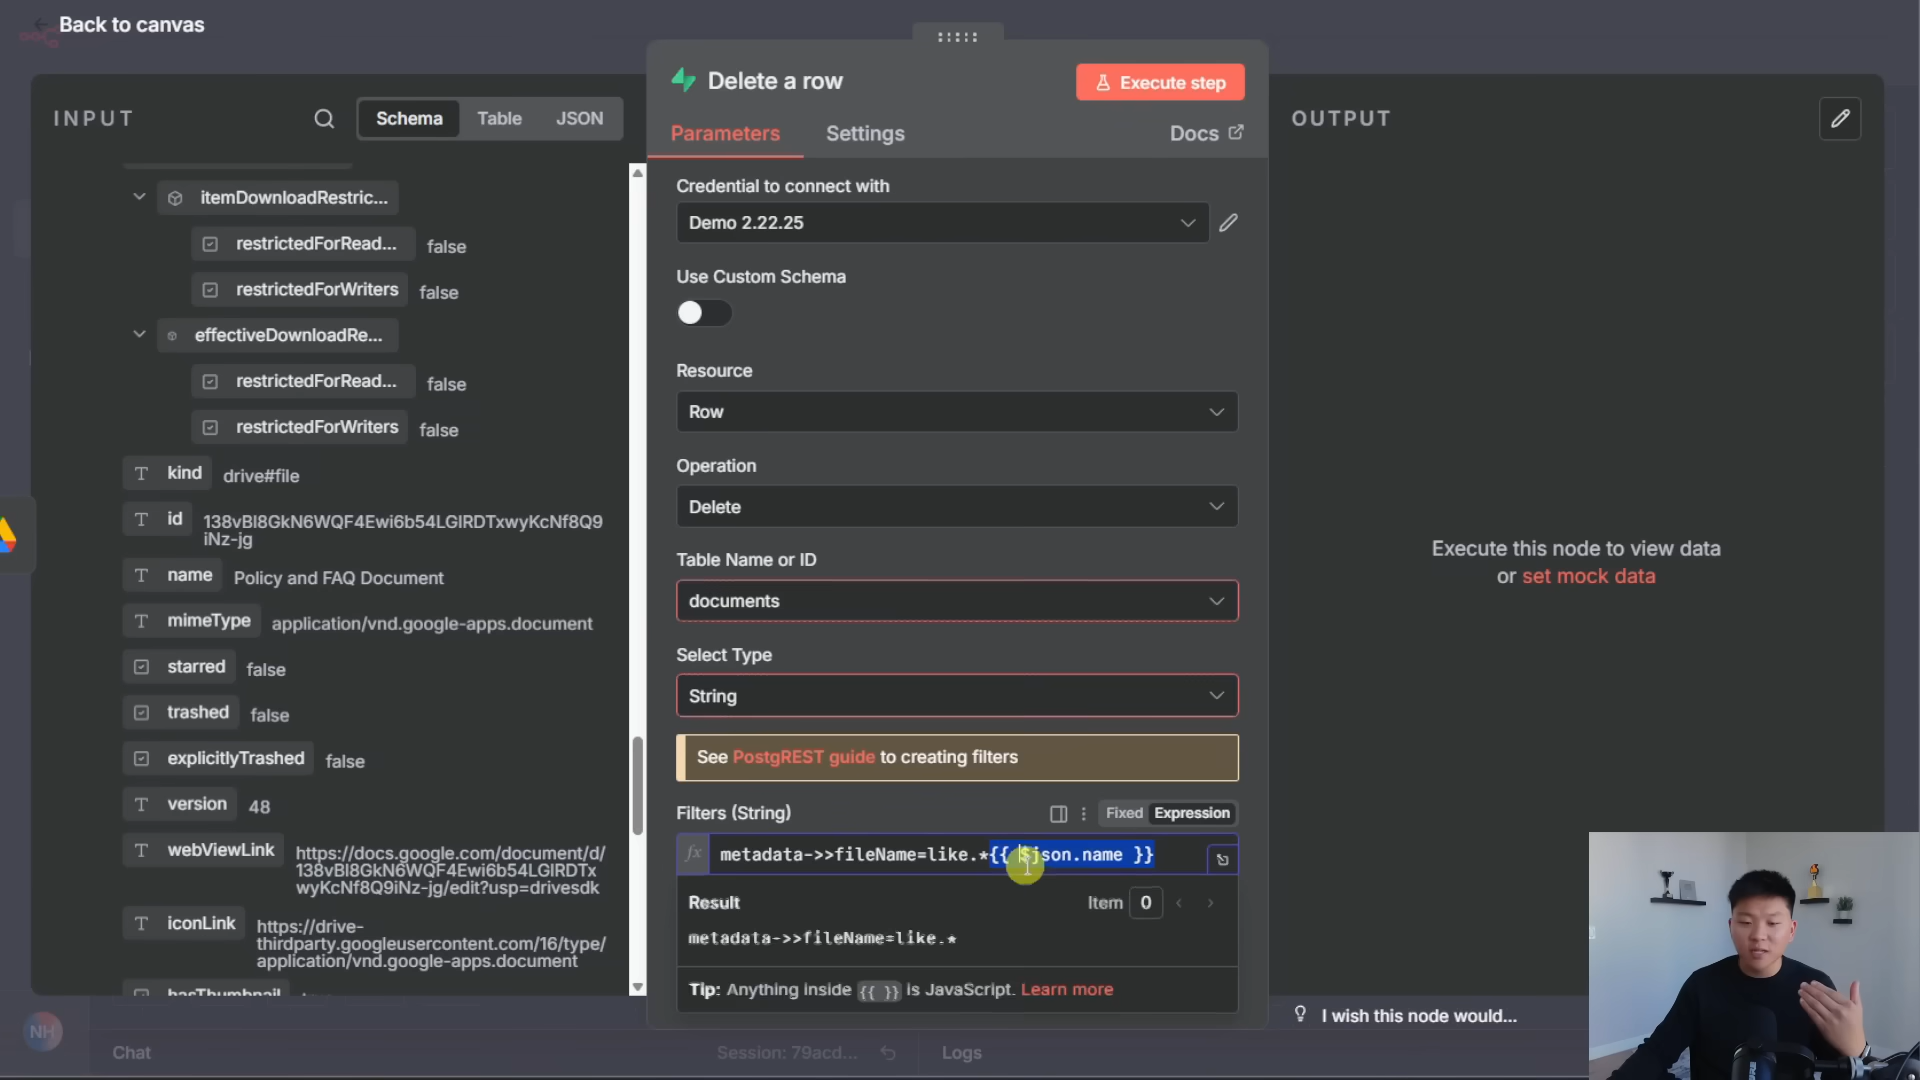 Back to canvas
INPUT
Schema
Table
JSON
itemDownloadRestric...
restrictedForRead... false
restrictedForWriters false
effectiveDownloadRe...
restrictedForRead... false
restrictedForWriters false
kind drive#file
id 138vBl8GkN6WQF4Ewi6b54LGlRDTxwyKcNf8Q9
iNz-jg
name Policy and FAQ Document
mimeType application/vnd.google-apps.document
starred false
trashed false
explicitlyTrashed false
version 48
webViewLink https://docs.google.com/document/d/
138vBl8GkN6WQF4Ewi6b54LGlRDTx
wyKcNf8Q9iNz-jg/edit?usp=drivesdk
iconLink https://drive-
thirdparty.googleusercontent.com/16/type/
application/vnd.google-apps.document
hasThumbnail
NH
Chat
Session: 79acd...
Logs
Delete a row
Execute step
Parameters
Settings
Docs
Credential to connect with
Demo 2.22.25
Use Custom Schema
Resource
Row
Operation
Delete
Table Name or ID
documents
Select Type
String
See PostgREST guide to creating filters
Filters (String)
Fixed
Expression
fx metadata->>fileName=like.*{{ $json.name }}
Result
Item 0
metadata->>fileName=like.*
Tip: Anything inside {{ }} is JavaScript. Learn more
OUTPUT
Execute this node to view data
or set mock data
I wish this node would...